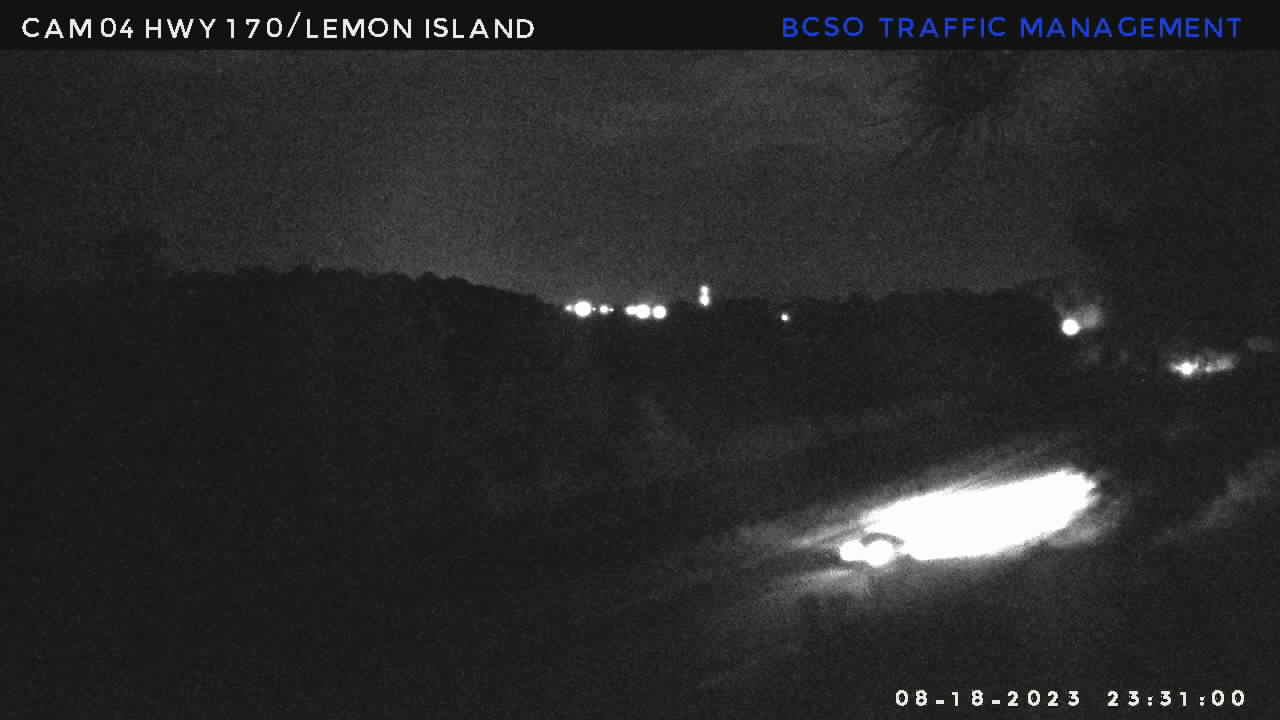 CAM04 HWY 170/LEMON ISLAND
BCSO TRAFFIC MANAGEMENT
08-18-2023 23:31:00